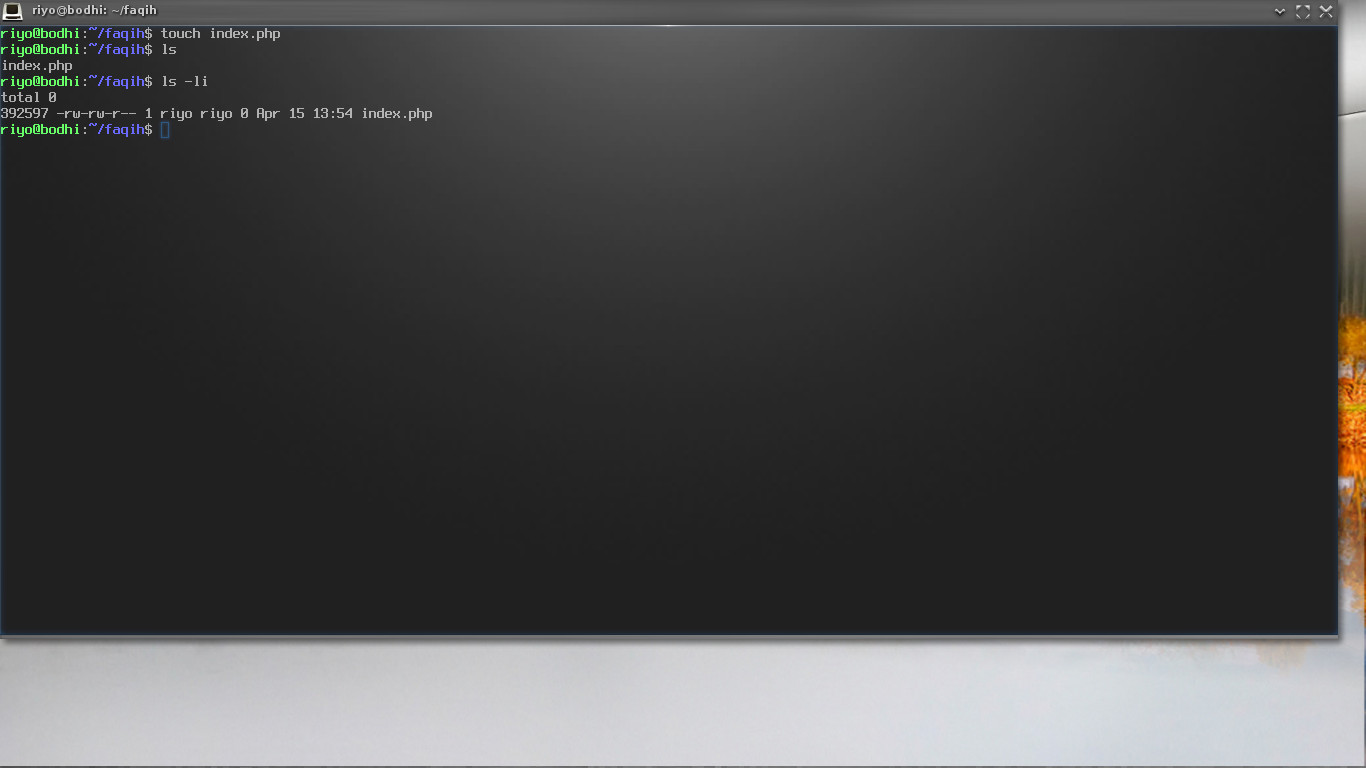 riyo@bodhi: ~/faqih
riyo@bodhi:~/faqih$ touch index.php
riyo@bodhi:~/faqih$ ls
index.php
riyo@bodhi:~/faqih$ ls -li
total 0
392597 -rw-rw-r-- 1 riyo riyo 0 Apr 15 13:54 index.php
riyo@bodhi:~/faqih$